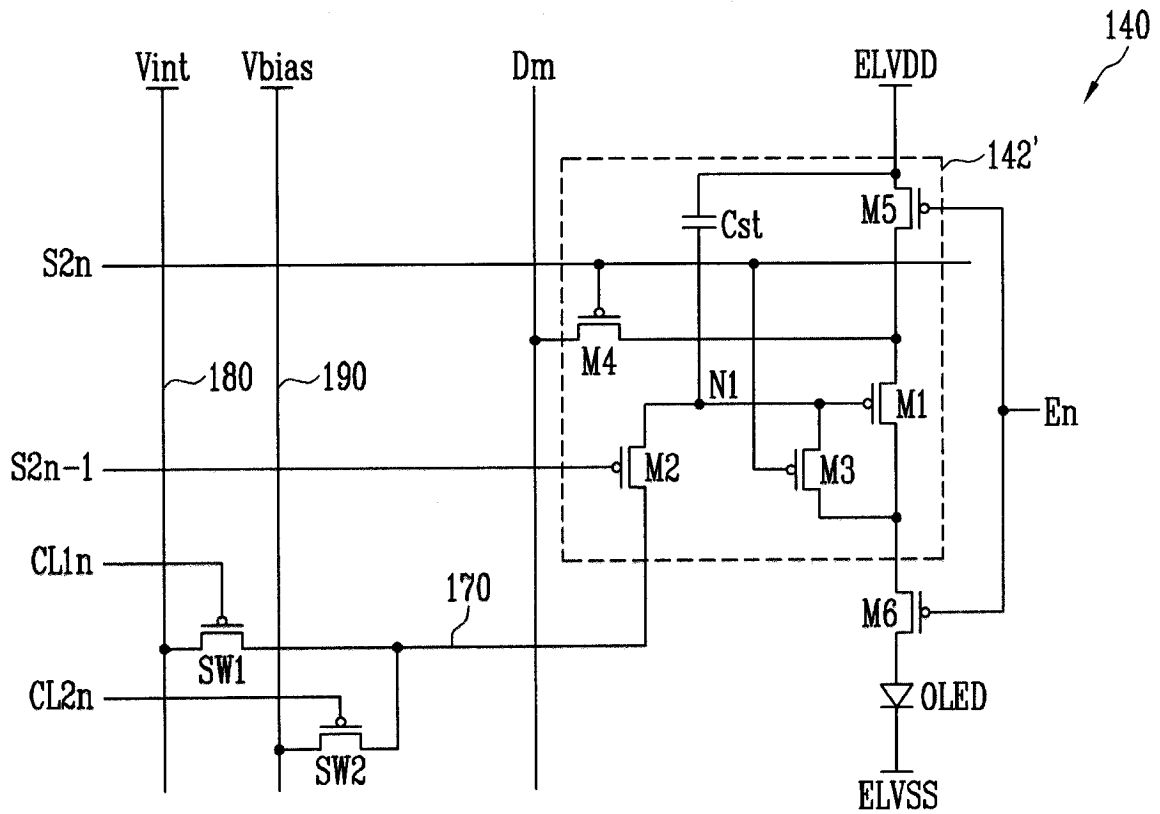 140
Vint
Vbias
Dm
ELVDD
142'
M5
Cst
S2n
M4
180
190
N1
M1
En
S2n-1
M2
M3
CL1n
170
M6
SW1
CL2n
OLED
SW2
ELVSS